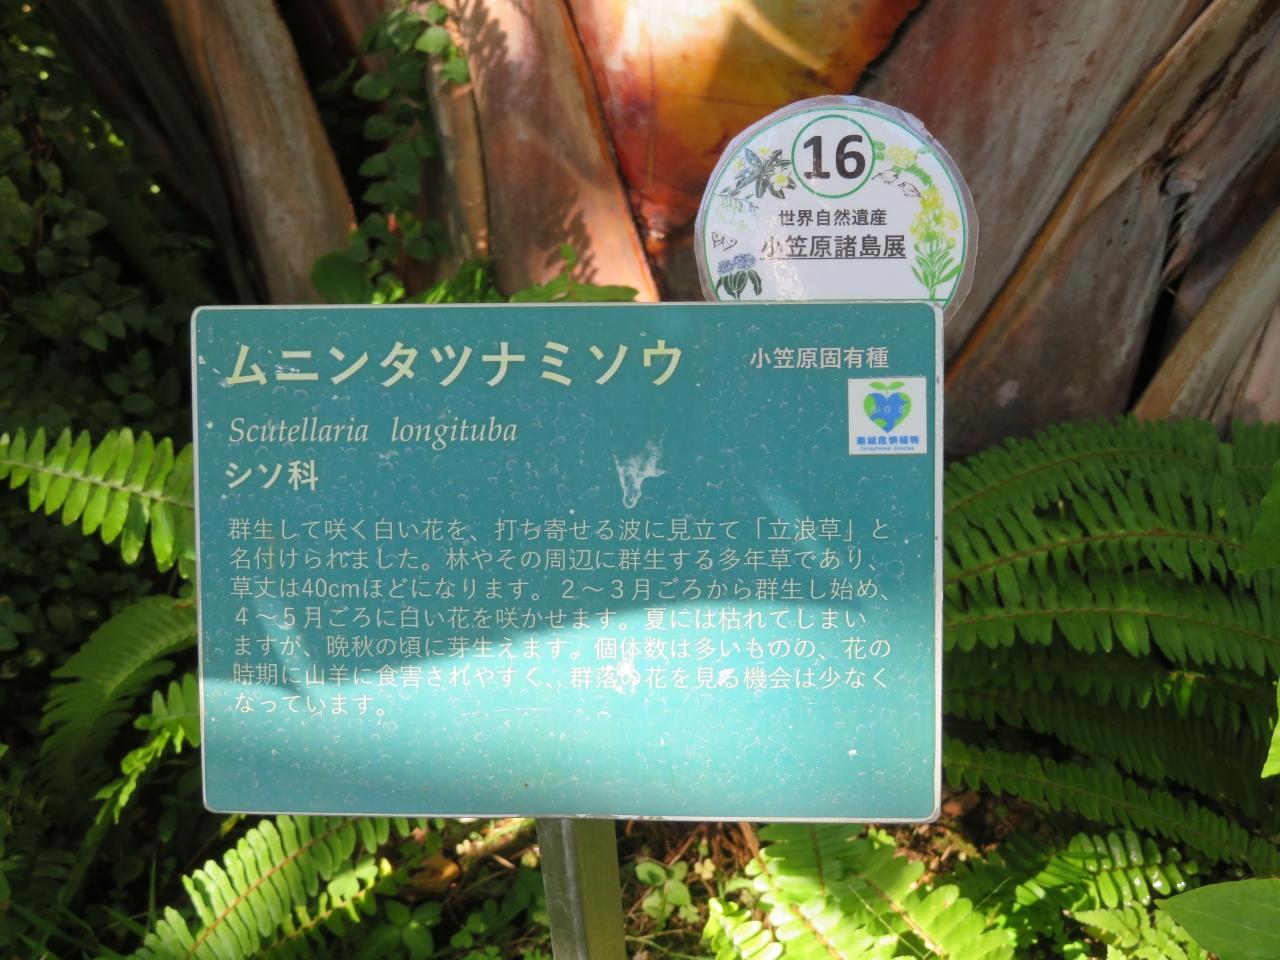 16
世界自然遺産
小笠原諸島展
ムニンタツナミソウ
小笠原固有種
Scutellaria longituba
SOS
絶滅危惧植物
Threatened Species
シソ科
群生して咲く白い花を、打ち寄せる波に見立て「立浪草」と
名付けられました。林やその周辺に群生する多年草であり、
草丈は40cmほどになります。２～３月ごろから群生し始め、
４～５月ごろに白い花を咲かせます。夏には枯れてしまい
ますが、晩秋の頃に芽生えます。個体数は多いものの、花の
時期に山羊に食害されやすく、群落の花を見る機会は少なく
なっています。